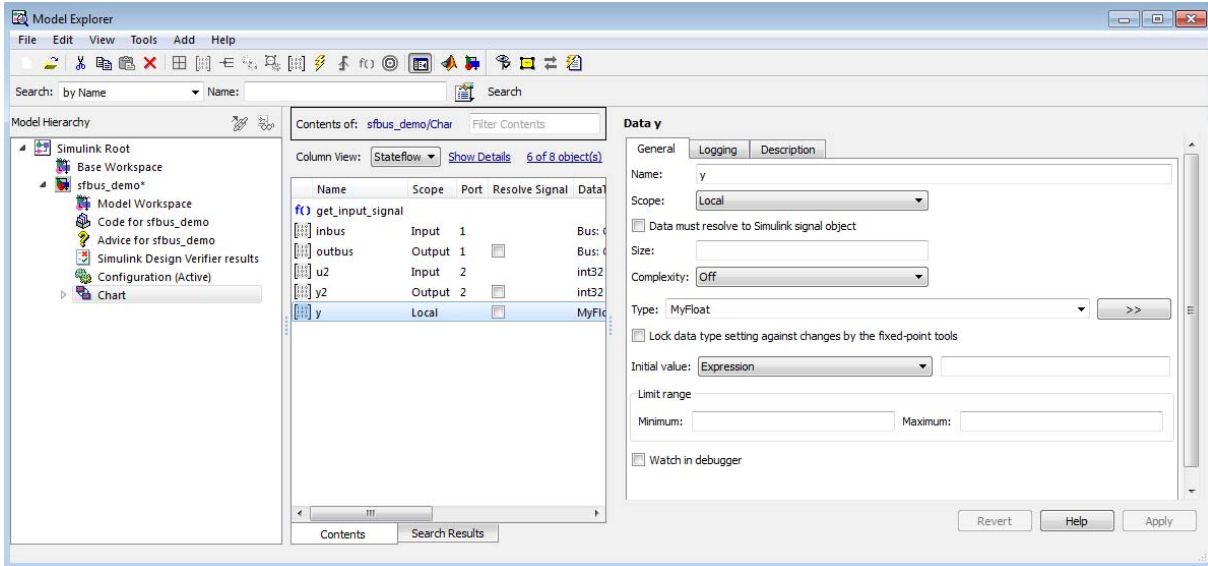 Model Explorer
File Edit View Tools Add Help
f()
Search: by Name Name: Search
Model Hierarchy
Simulink Root
Base Workspace
sfbus_demo*
Model Workspace
Code for sfbus_demo
Advice for sfbus_demo
Simulink Design Verifier results
Configuration (Active)
Chart
Contents of: sfbus_demo/Char Filter Contents
Column View: Stateflow Show Details 6 of 8 object(s)
Name Scope Port Resolve Signal DataT
f() get_input_signal
inbus Input 1 Bus:
outbus Output 1 Bus:
u2 Input 2 int32
y2 Output 2 int32
y Local MyFlo
Contents Search Results
Data y
General Logging Description
Name: y
Scope: Local
Data must resolve to Simulink signal object
Size:
Complexity: Off
Type: MyFloat >>
Lock data type setting against changes by the fixed-point tools
Initial value: Expression
Limit range
Minimum: Maximum:
Watch in debugger
Revert Help Apply